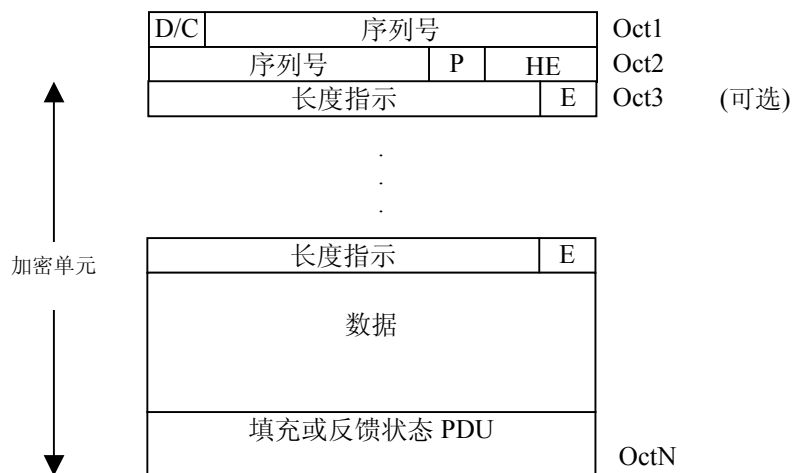 D/C 序列号 Oct1
序列号 P HE Oct2
长度指示 E Oct3 (可选)
.
.
.
长度指示 E
加密单元
数据
填充或反馈状态 PDU
OctN